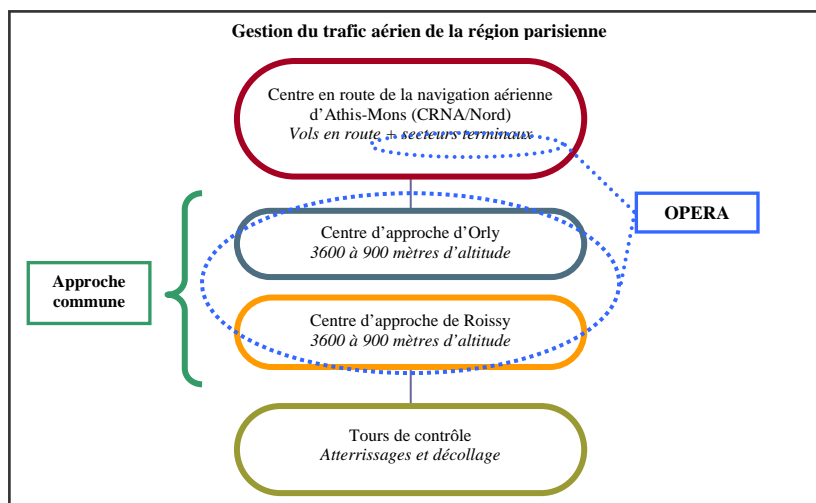 Gestion du trafic aérien de la région parisienne
Centre en route de la navigation aérienne
d'Athis-Mons (CRNA/Nord)
Vols en route + secteurs terminaux
OPERA
Centre d'approche d'Orly
3600 à 900 mètres d'altitude
Approche
commune
Centre d'approche de Roissy
3600 à 900 mètres d'altitude
Tours de contrôle
Atterrissages et décollage